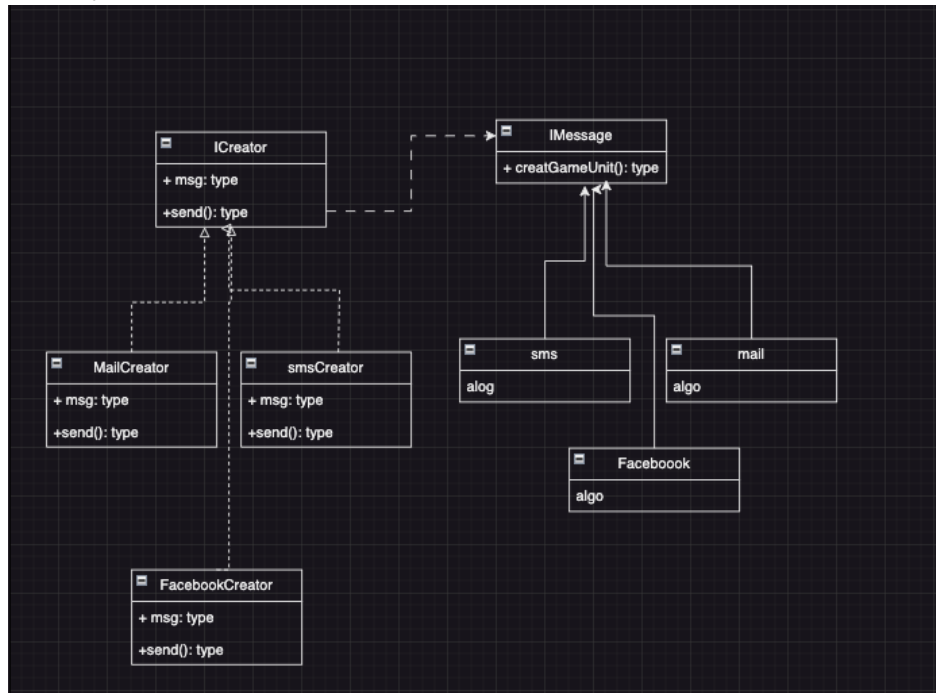 ICreator
+ msg: type
+send(): type
IMessage
+ creatGameUnit(): type
MailCreator
+ msg: type
+send(): type
smsCreator
+ msg: type
+send(): type
sms
alog
mail
algo
Faceboook
algo
FacebookCreator
+ msg: type
+send(): type